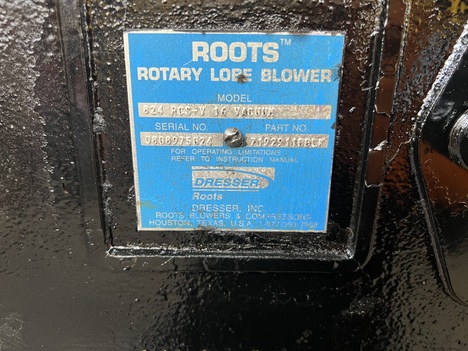 ROOTS™
ROTARY LOBE BLOWER
MODEL
824 RCS-V 16 VACUUM
SERIAL NO. PART NO.
FOR OPERATING LIMITATIONS
REFER TO INSTRUCTION MANUAL
DRESSER
Roots
DRESSER, INC.
ROOTS BLOWERS & COMPRESSORS
HOUSTON, TEXAS, U.S.A.